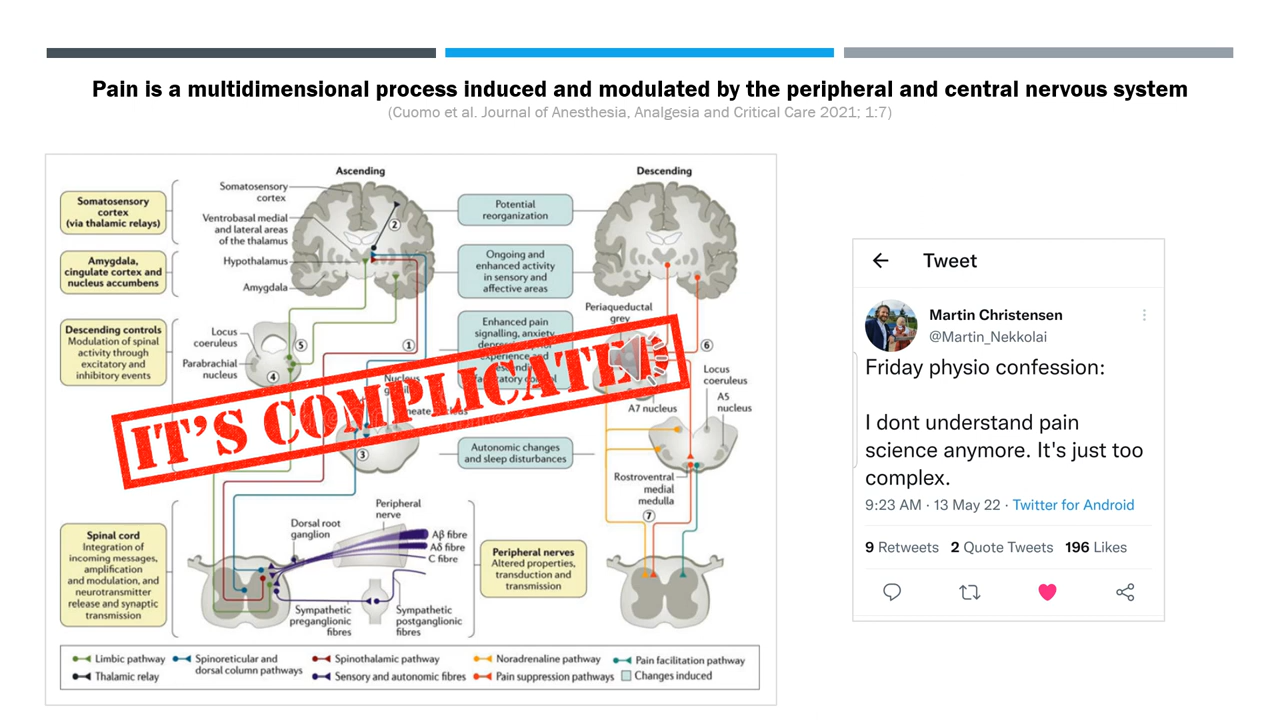 Pain is a multidimensional process induced and modulated by the peripheral and central nervous system
(Cuomo et al. Journal of Anesthesia, Analgesia and Critical Care 2021; 1:7)
Ascending
Descending
Somatosensory
cortex
(via thalamic relays)
Amygdala,
cingulate cortex and
nucleus accumbens
Descending controls
Modulation of spinal
activity through
excitatory and
inhibitory events
Spinal cord
Integration of
incoming messages,
amplification
and modulation, and
neurotransmitter
release and synaptic
transmission
Somatosensory
cortex
Ventrobasal medial
and lateral areas
of the thalamus
Hypothalamus
Amygdala
2
Locus
coeruleus
Parabrachial
nucleus
5
4
1
3
Nucleus
Potential
reorganization
Ongoing and
enhanced activity
in sensory and
affective areas
Enhanced pain
signalling, anxiety,
experience and
Autonomic changes
and sleep disturbances
Periaqueductal
grey
6
Locus
coeruleus
A5
nucleus
A7 nucleus
Rostroventral
medial
medulla
7
IT'S COMPLICATED
Peripheral
nerve
Dorsal root
ganglion
Aβ fibre
Aδ fibre
C fibre
Sympathetic
preganglionic
fibres
Sympathetic
postganglionic
fibres
Peripheral nerves
Altered properties,
transduction and
transmission
Limbic pathway
Spinoreticular and
dorsal column pathways
Spinothalamic pathway
Noradrenaline pathway
Pain facilitation pathway
Thalamic relay
Sensory and autonomic fibres
Pain suppression pathways
Changes induced
Tweet
Martin Christensen
@Martin_Nekkolai
Friday physio confession:
I dont understand pain
science anymore. It's just too
complex.
9:23 AM · 13 May 22 · Twitter for Android
9 Retweets 2 Quote Tweets 196 Likes